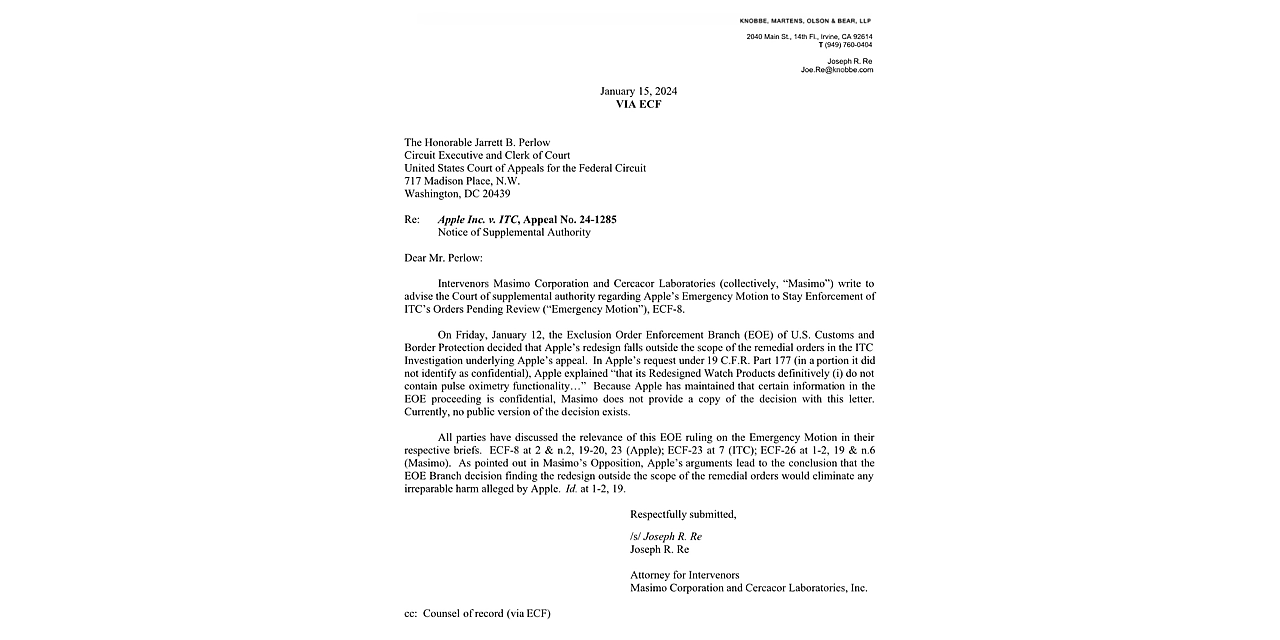 KNOBBE, MARTENS, OLSON & BEAR, LLP
2040 Main St., 14th Fl., Irvine, CA 92614
T (949) 760-0404
Joseph R. Re
Joe.Re@knobbe.com
January 15, 2024
VIA ECF
The Honorable Jarrett B. Perlow
Circuit Executive and Clerk of Court
United States Court of Appeals for the Federal Circuit
717 Madison Place, N.W.
Washington, DC 20439
Re: Apple Inc. v. ITC, Appeal No. 24-1285
Notice of Supplemental Authority
Dear Mr. Perlow:
Intervenors Masimo Corporation and Cercacor Laboratories (collectively, “Masimo”) write to
advise the Court of supplemental authority regarding Apple’s Emergency Motion to Stay Enforcement of
ITC’s Orders Pending Review (“Emergency Motion”), ECF-8.
On Friday, January 12, the Exclusion Order Enforcement Branch (EOE) of U.S. Customs and
Border Protection decided that Apple’s redesign falls outside the scope of the remedial orders in the ITC
Investigation underlying Apple’s appeal. In Apple’s request under 19 C.F.R. Part 177 (in a portion it did
not identify as confidential), Apple explained “that its Redesigned Watch Products definitively (i) do not
contain pulse oximetry functionality…” Because Apple has maintained that certain information in the
EOE proceeding is confidential, Masimo does not provide a copy of the decision with this letter.
Currently, no public version of the decision exists.
All parties have discussed the relevance of this EOE ruling on the Emergency Motion in their
respective briefs. ECF-8 at 2 & n.2, 19-20, 23 (Apple); ECF-23 at 7 (ITC); ECF-26 at 1-2, 19 & n.6
(Masimo). As pointed out in Masimo’s Opposition, Apple’s arguments lead to the conclusion that the
EOE Branch decision finding the redesign outside the scope of the remedial orders would eliminate any
irreparable harm alleged by Apple. Id. at 1-2, 19.
Respectfully submitted,
/s/ Joseph R. Re
Joseph R. Re
Attorney for Intervenors
Masimo Corporation and Cercacor Laboratories, Inc.
cc: Counsel of record (via ECF)